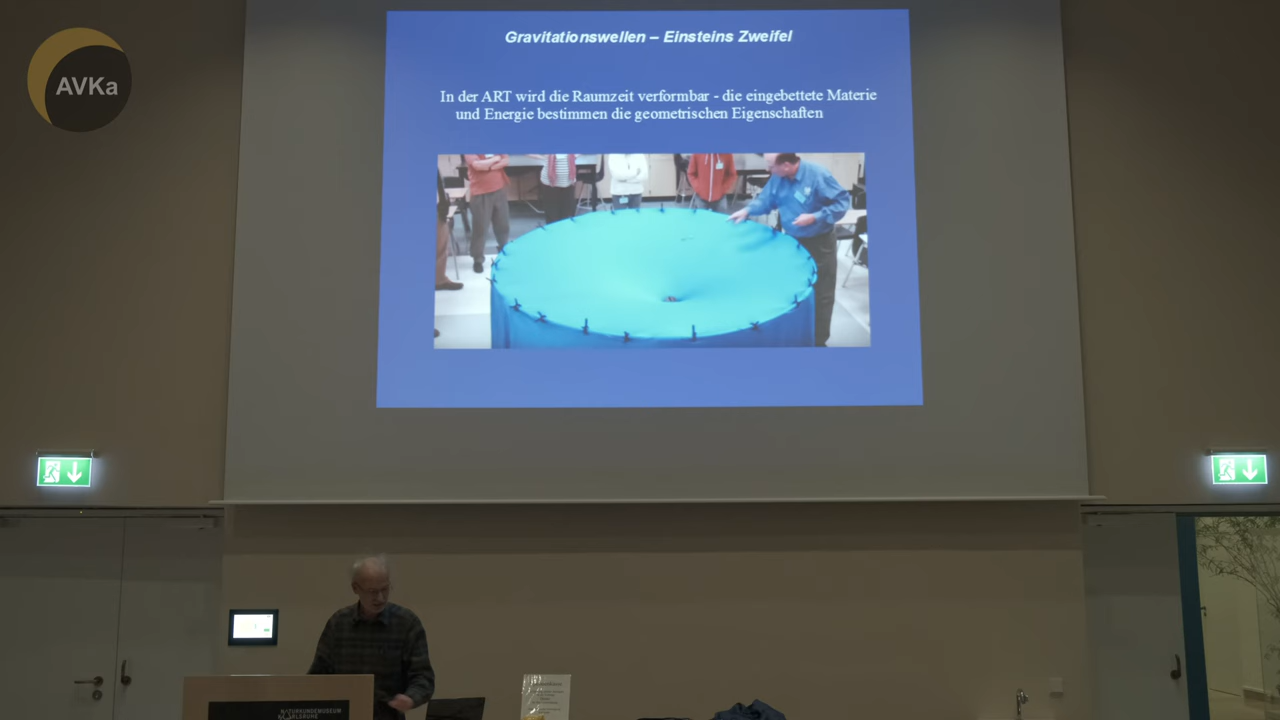 AVKa
Gravitationswellen – Einsteins Zweifel
In der ART wird die Raumzeit verformbar - die eingebettete Materie
und Energie bestimmen die geometrischen Eigenschaften